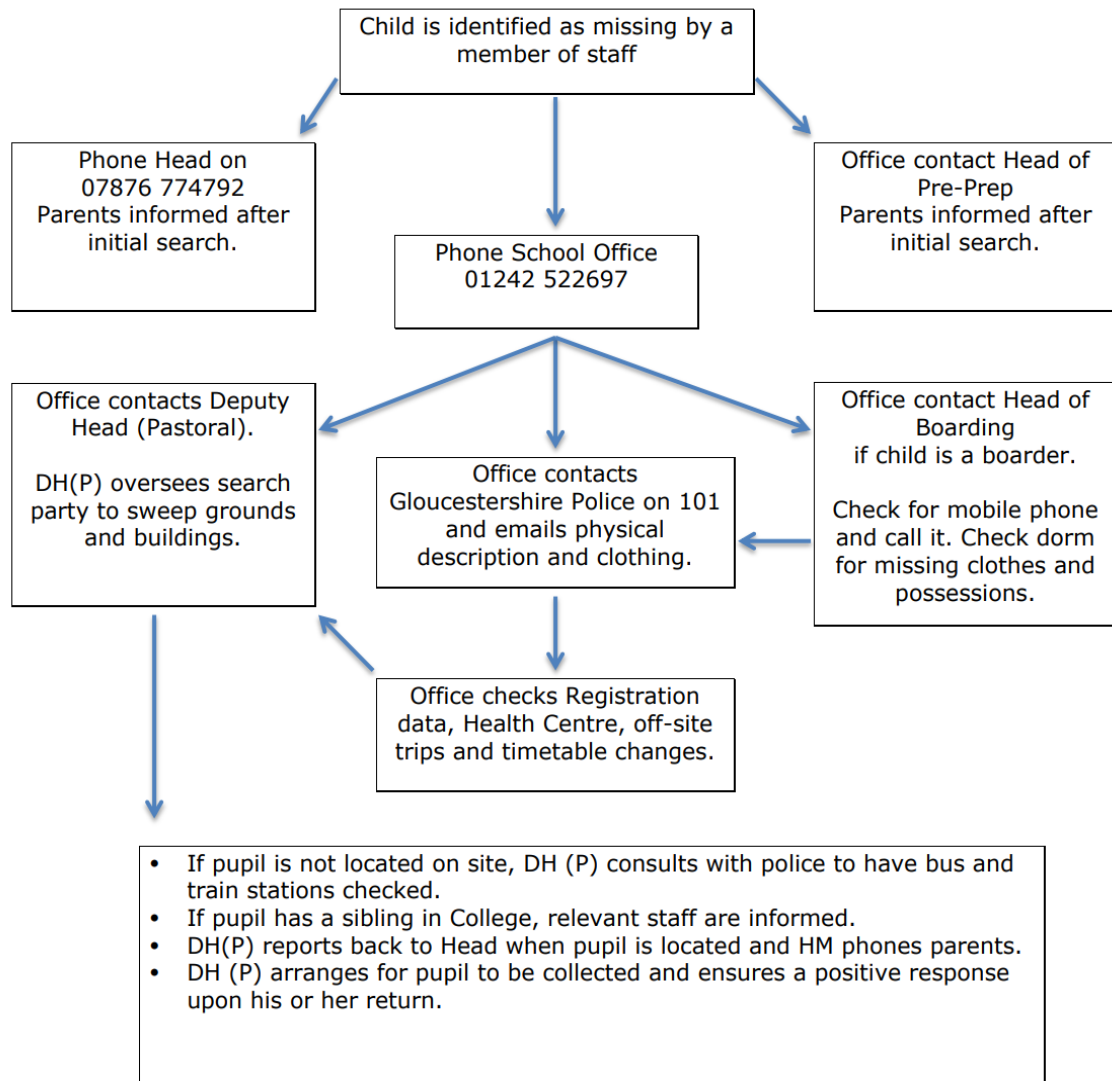 Child is identified as missing by a
member of staff
Phone Head on
07876 774792
Parents informed after
initial search.
Office contact Head of
Pre-Prep
Parents informed after
initial search.
Phone School Office
01242 522697
Office contacts Deputy
Head (Pastoral).
DH(P) oversees search
party to sweep grounds
and buildings.
Office contacts
Gloucestershire Police on 101
and emails physical
description and clothing.
Office contact Head of
Boarding
if child is a boarder.
Check for mobile phone
and call it. Check dorm
for missing clothes and
possessions.
Office checks Registration
data, Health Centre, off-site
trips and timetable changes.
• If pupil is not located on site, DH (P) consults with police to have bus and
train stations checked.
• If pupil has a sibling in College, relevant staff are informed.
• DH(P) reports back to Head when pupil is located and HM phones parents.
• DH (P) arranges for pupil to be collected and ensures a positive response
upon his or her return.